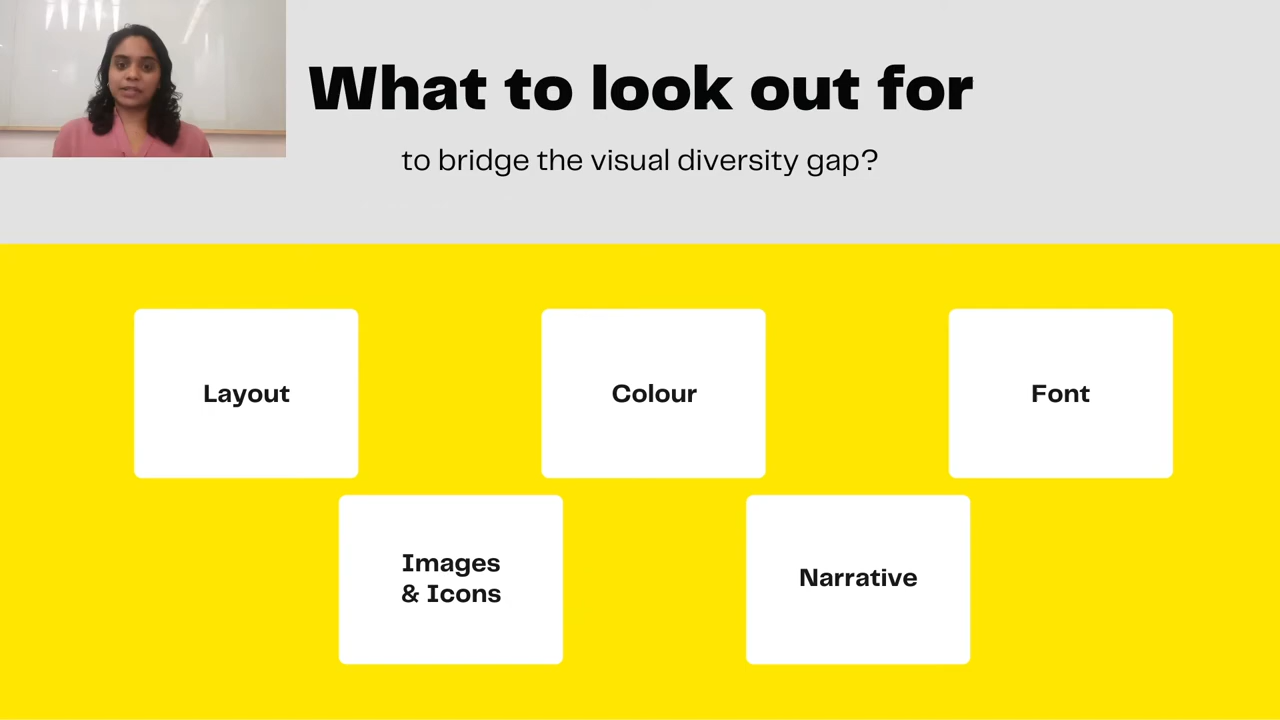 What to look out for
to bridge the visual diversity gap?
Layout
Colour
Font
Images
& Icons
Narrative